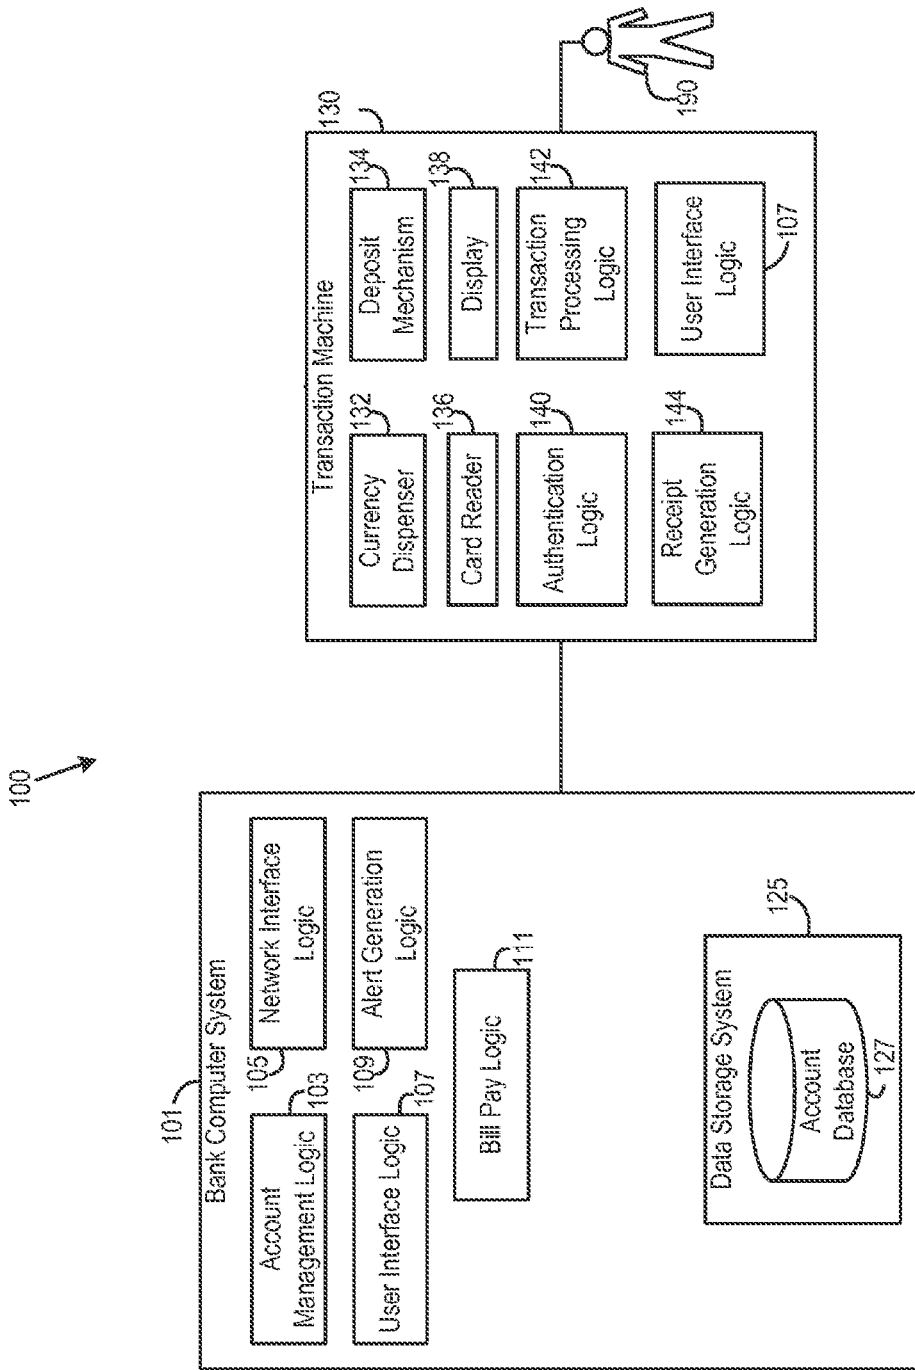 100
101
Bank Computer System
Account
Management Logic
103
Network Interface
Logic
105
User Interface Logic
107
Alert Generation
Logic
109
Bill Pay Logic
111
Data Storage System
125
Account
Database
127
Transaction Machine
130
Currency
Dispenser
132
Deposit
Mechanism
134
Card Reader
136
Display
138
Authentication
Logic
140
Transaction
Processing
Logic
142
Receipt
Generation
Logic
144
User Interface
Logic
107
190